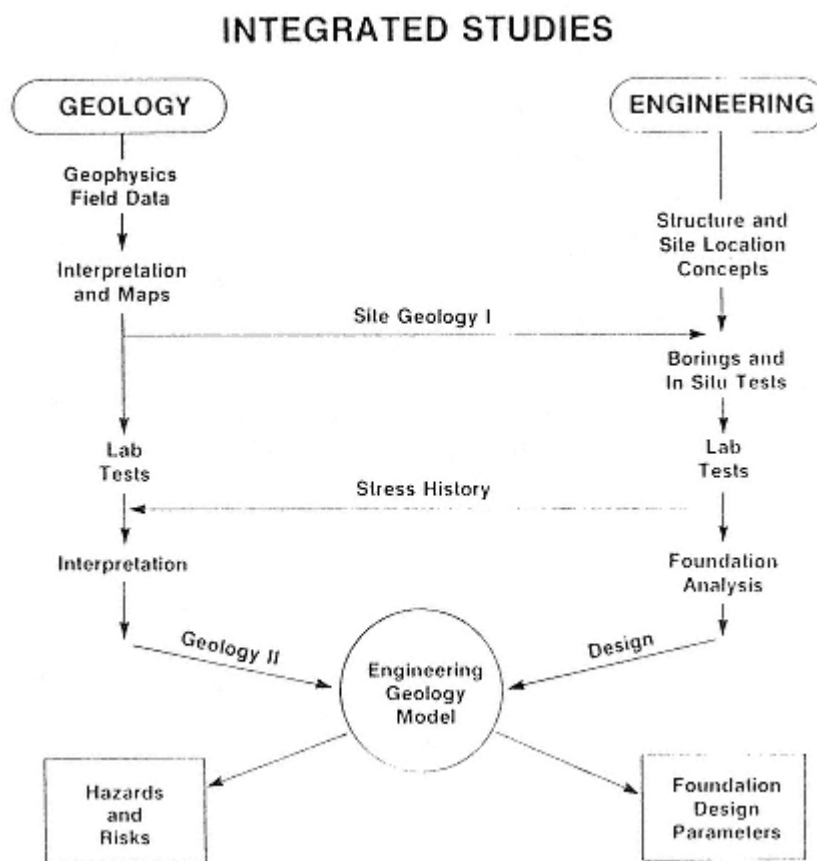 INTEGRATED STUDIES
GEOLOGY
ENGINEERING
Geophysics
Field Data
Structure and
Site Location
Concepts
Interpretation
and Maps
Site Geology I
Borings and
In Situ Tests
Lab
Tests
Lab
Tests
Stress History
Interpretation
Foundation
Analysis
Geology II
Design
Engineering
Geology
Model
Hazards
and
Risks
Foundation
Design
Parameters